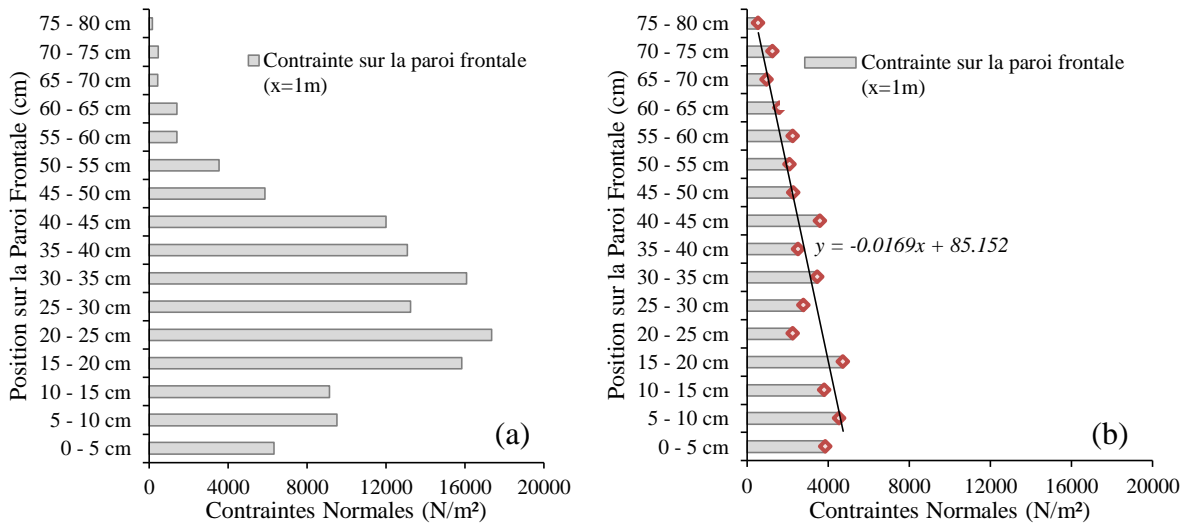 Position sur la Paroi Frontale (cm)
75 - 80 cm
70 - 75 cm
65 - 70 cm
60 - 65 cm
55 - 60 cm
50 - 55 cm
45 - 50 cm
40 - 45 cm
35 - 40 cm
30 - 35 cm
25 - 30 cm
20 - 25 cm
15 - 20 cm
10 - 15 cm
5 - 10 cm
0 - 5 cm
Contrainte sur la paroi frontale
(x=1m)
(a)
0 4000 8000 12000 16000 20000
Contraintes Normales (N/m²)
Position sur la Paroi Frontale (cm)
75 - 80 cm
70 - 75 cm
65 - 70 cm
60 - 65 cm
55 - 60 cm
50 - 55 cm
45 - 50 cm
40 - 45 cm
35 - 40 cm
30 - 35 cm
25 - 30 cm
20 - 25 cm
15 - 20 cm
10 - 15 cm
5 - 10 cm
0 - 5 cm
Contrainte sur la paroi frontale
(x=1m)
y = -0.0169x + 85.152
(b)
0 4000 8000 12000 16000 20000
Contraintes Normales (N/m²)